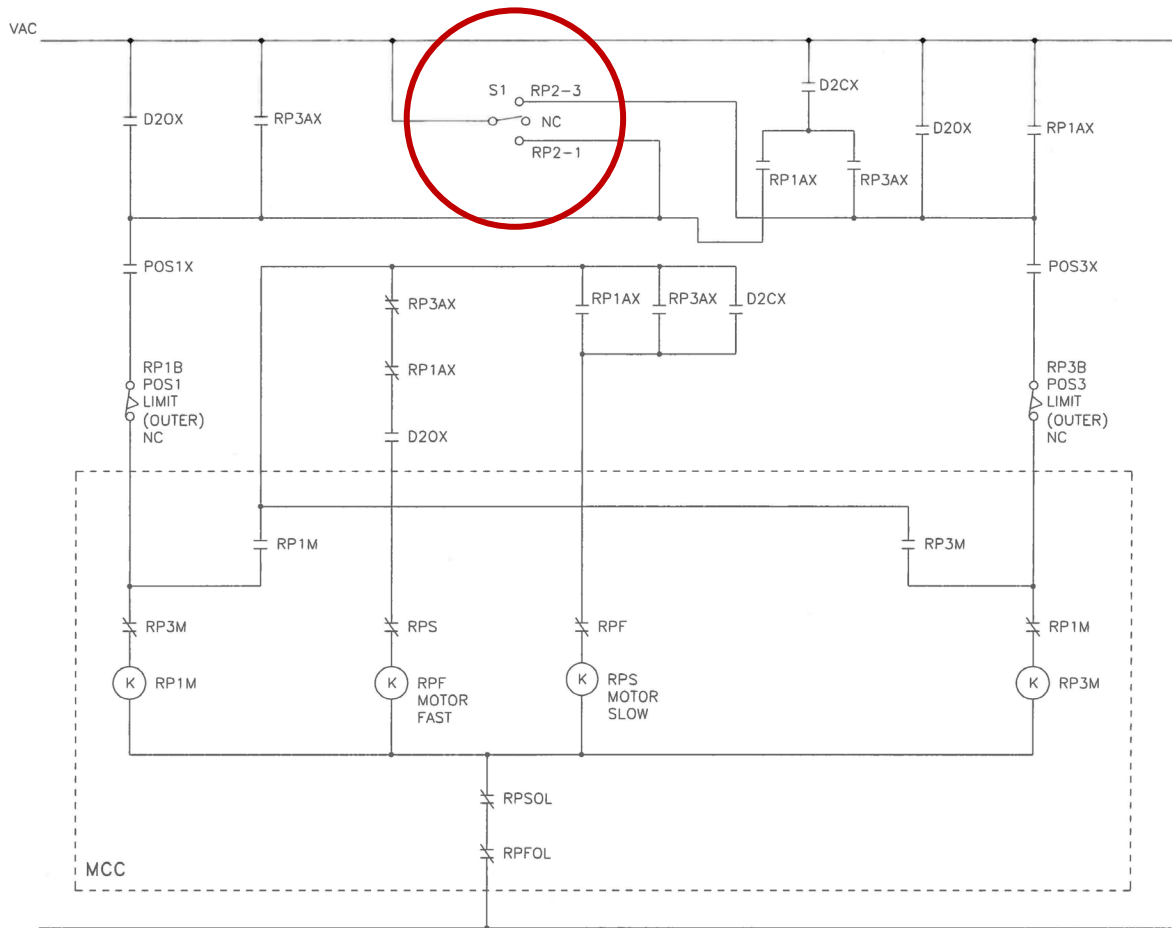 VAC
S1
RP2-3
NC
RP2-1
D2OX
RP3AX
D2CX
D2OX
RP1AX
RP1AX
RP3AX
POS1X
POS3X
RP3AX
RP1AX
RP3AX
D2CX
RP1AX
RP1B
POS1
LIMIT
(OUTER)
NC
RP3B
POS3
LIMIT
(OUTER)
NC
D2OX
RP1M
RP3M
RP3M
RPS
RPF
RP1M
K
RP1M
K
RPF
MOTOR
FAST
K
RPS
MOTOR
SLOW
K
RP3M
RPSOL
RPFOL
MCC